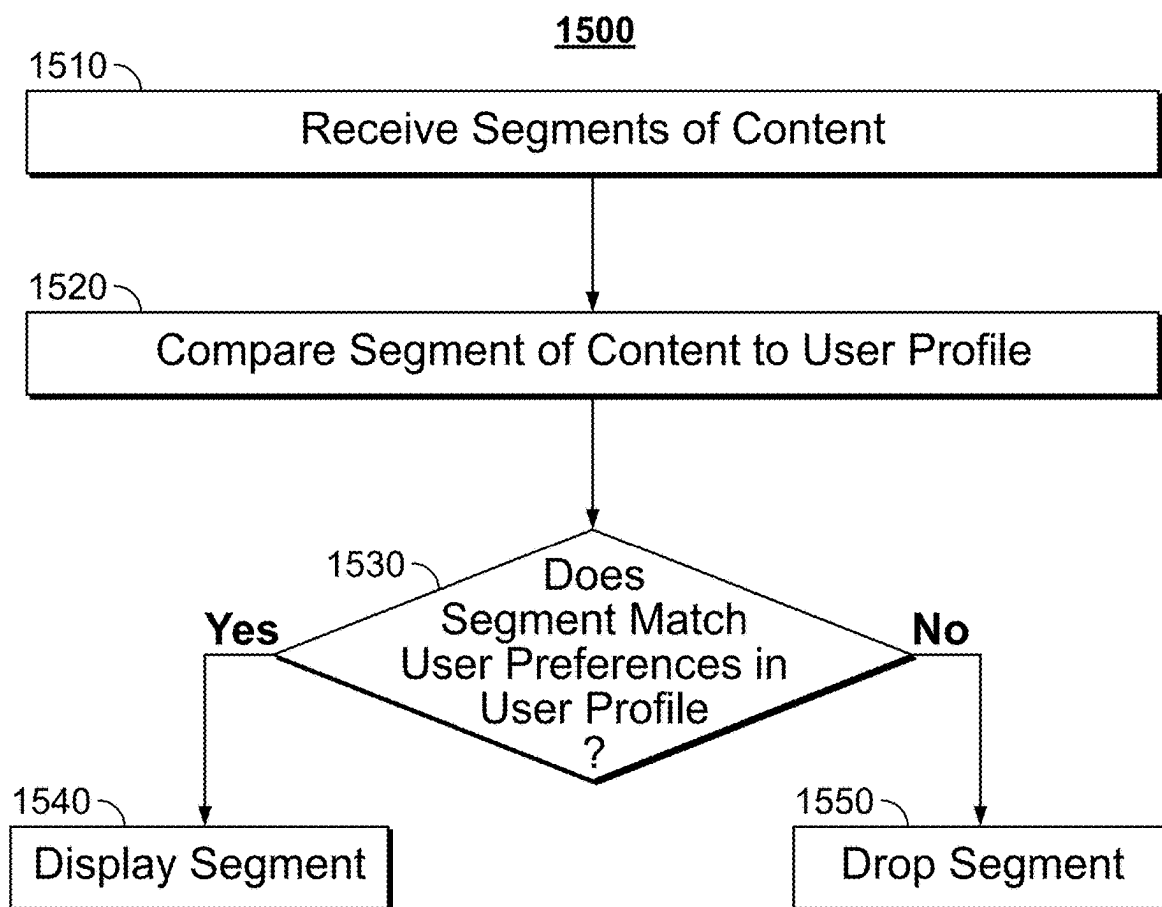 1500
1510
Receive Segments of Content
1520
Compare Segment of Content to User Profile
1530
Does
Segment Match
User Preferences in
User Profile
?
Yes
No
1540
Display Segment
1550
Drop Segment